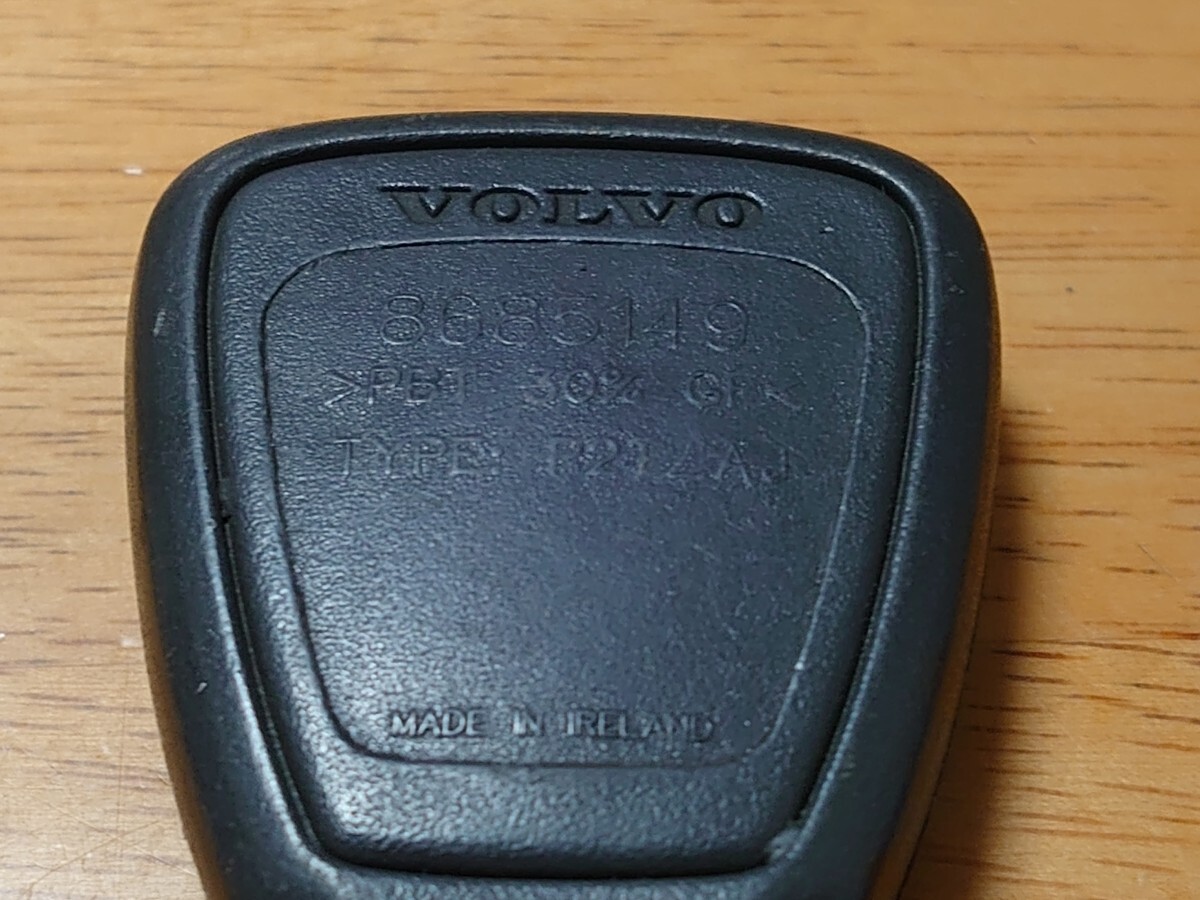 VOLVO
8685149
>PBT 30% GF<
TYPE:
MADE IN IRELAND